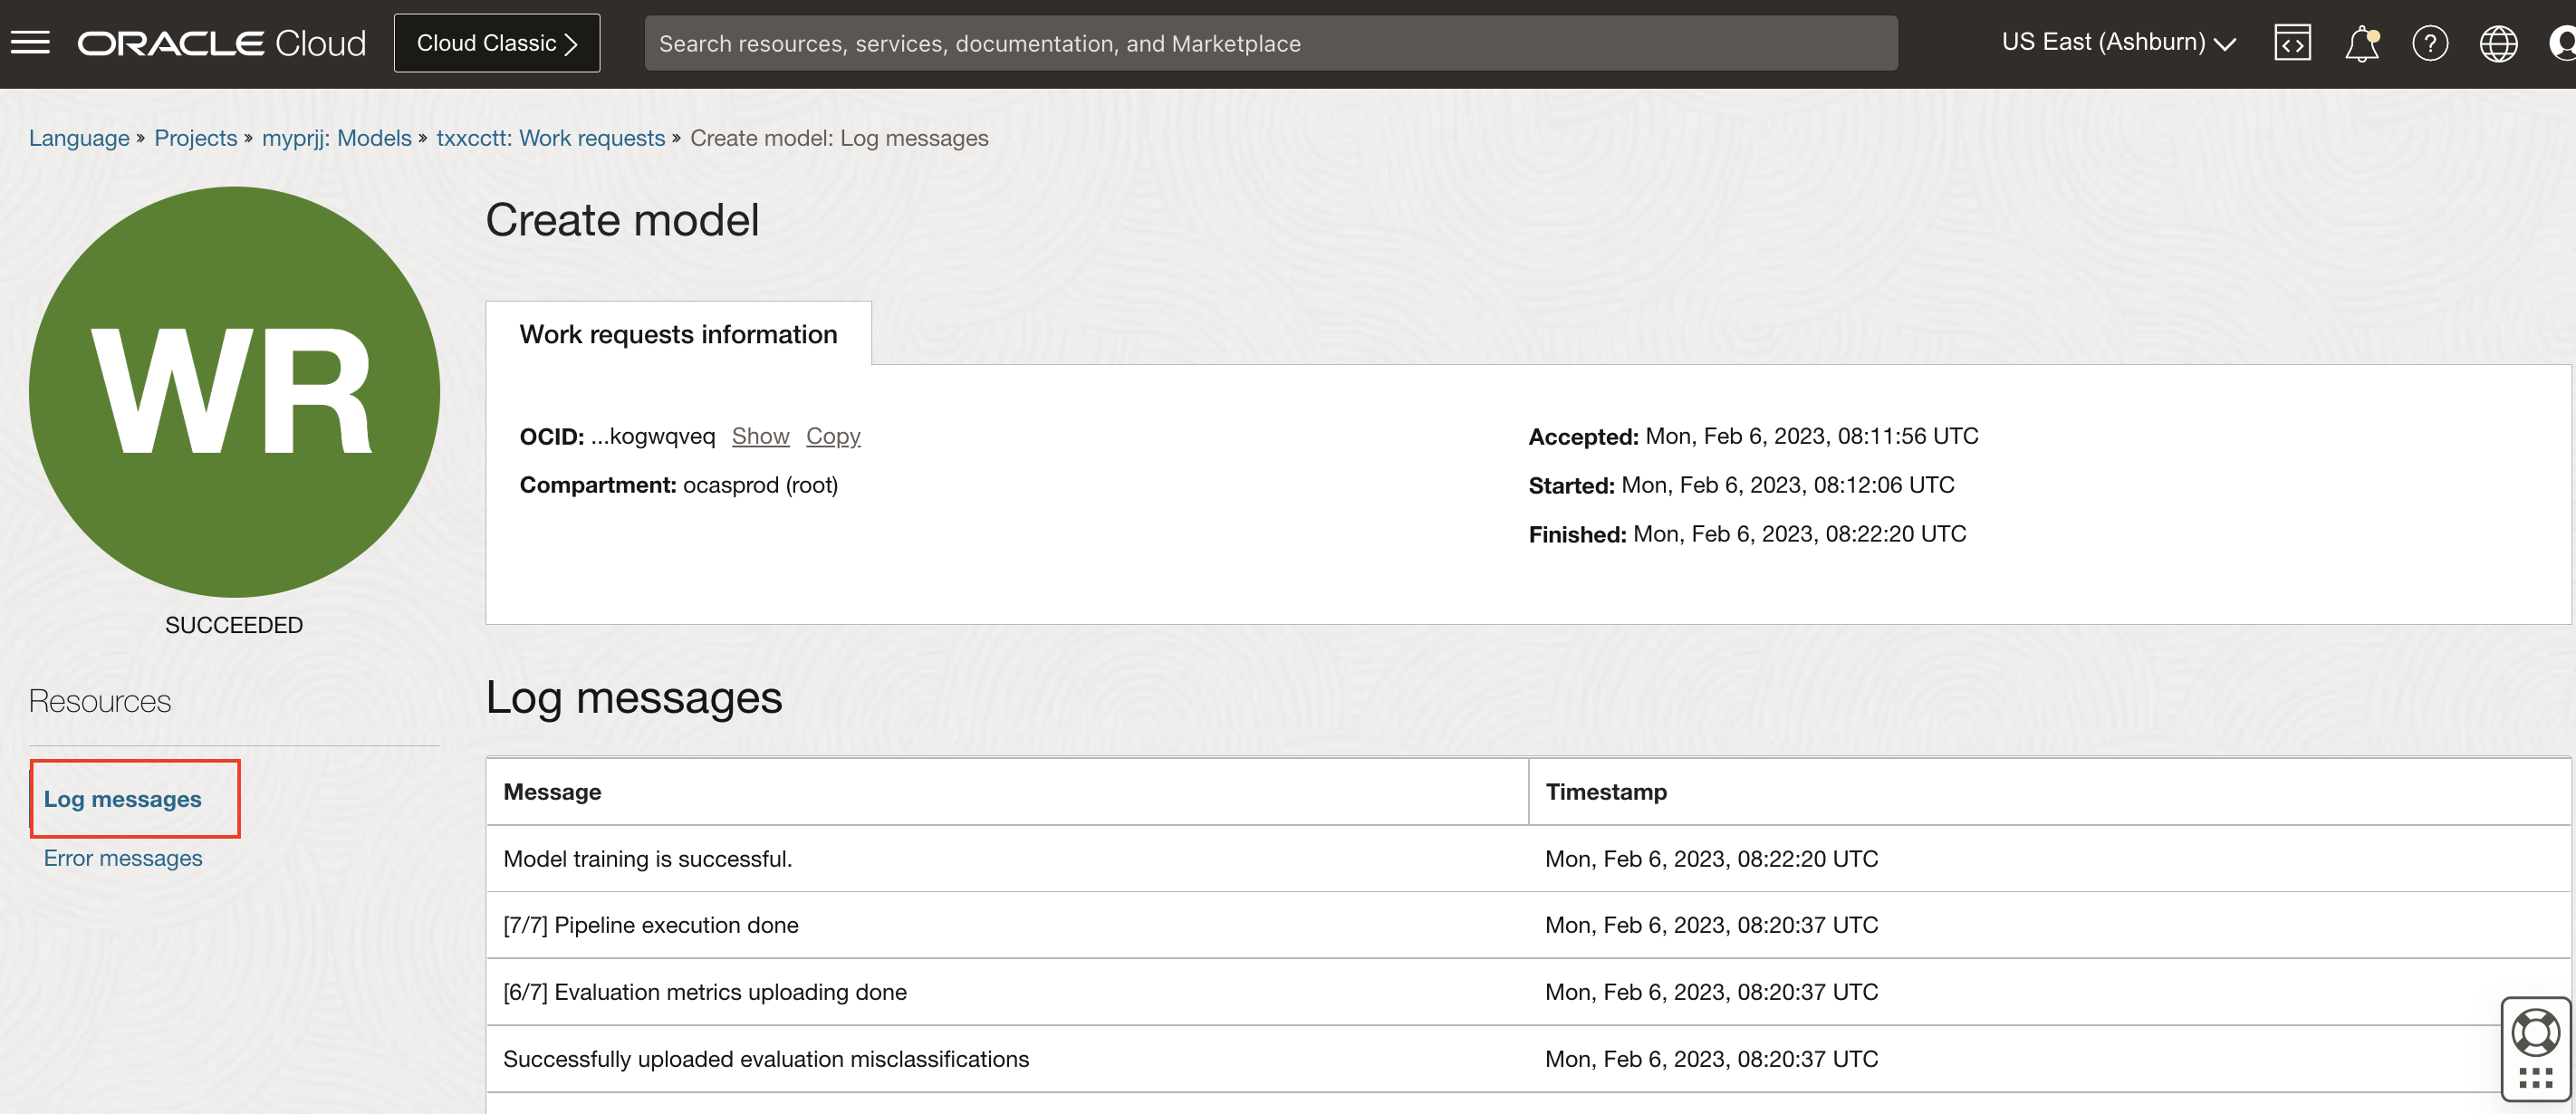 ORACLE Cloud
Cloud Classic
Search resources, services, documentation, and Marketplace
US East (Ashburn)
Language » Projects » myprjj: Models » txxcctt: Work requests » Create model: Log messages
WR
SUCCEEDED
Create model
Work requests information
OCID: ...kogwqveq Show Copy
Compartment: ocasprod (root)
Accepted: Mon, Feb 6, 2023, 08:11:56 UTC
Started: Mon, Feb 6, 2023, 08:12:06 UTC
Finished: Mon, Feb 6, 2023, 08:22:20 UTC
Resources
Log messages
Error messages
Log messages
Message Timestamp
Model training is successful. Mon, Feb 6, 2023, 08:22:20 UTC
[7/7] Pipeline execution done Mon, Feb 6, 2023, 08:20:37 UTC
[6/7] Evaluation metrics uploading done Mon, Feb 6, 2023, 08:20:37 UTC
Successfully uploaded evaluation misclassifications Mon, Feb 6, 2023, 08:20:37 UTC